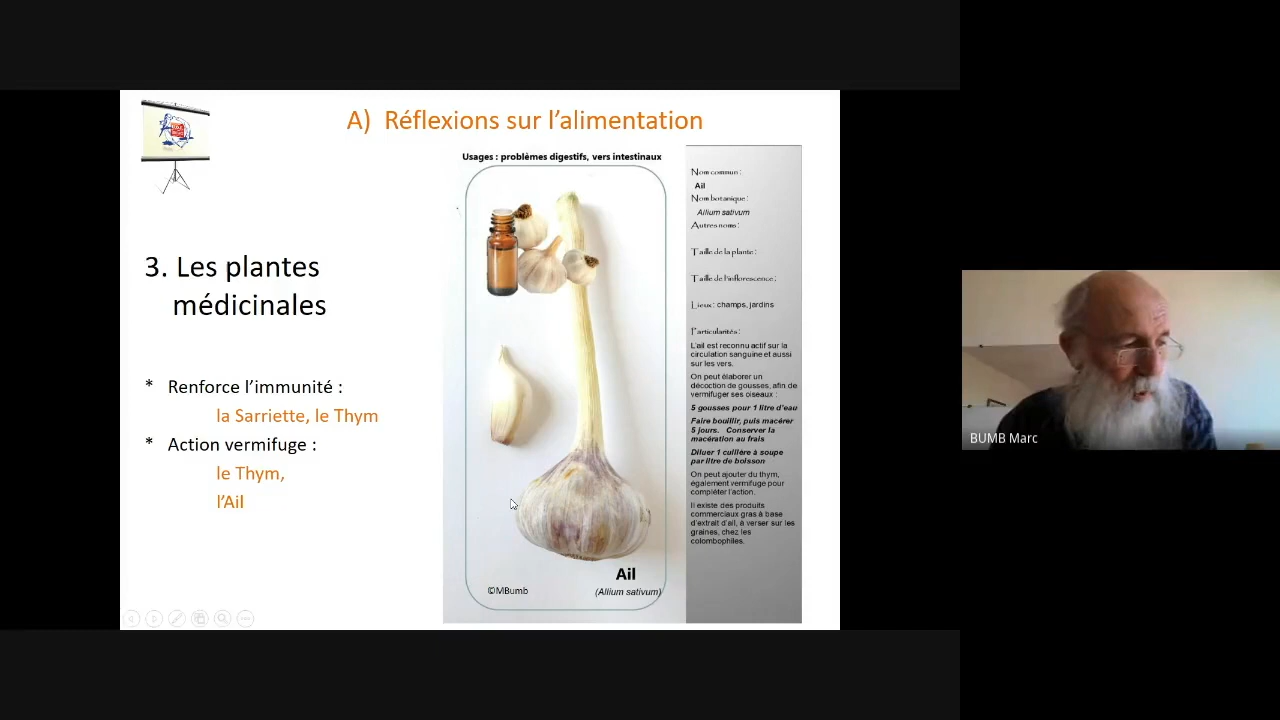 A) Réflexions sur l'alimentation
3. Les plantes
médicinales
* Renforce l'immunité :
la Sarriette, le Thym
* Action vermifuge :
le Thym,
l'Ail
Usages : problèmes digestifs, vers intestinaux
©MBumb
Ail
(Allium sativum)
Nom commun :
Ail
Nom botanique :
Allium sativum
Autres noms :
Taille de la plante :
Taille de l'inflorescence :
Lieux : champs, jardins
Particularités :
L'ail est reconnu actif sur la
circulation sanguine et aussi
sur les vers.
On peut élaborer un
décoction de gousses, afin de
vermifuger ses oiseaux :
5 gousses pour 1 litre d'eau
Faire bouillir, puis macérer
5 jours. Conserver la
macération au frais
Diluer 1 cuillère à soupe
par litre de boisson
On peut ajouter du thym,
également vermifuge pour
compléter l'action.
Il existe des produits
commerciaux gras à base
d'extrait d'ail, à verser sur les
graines, chez les
colombophiles.
BUMB Marc